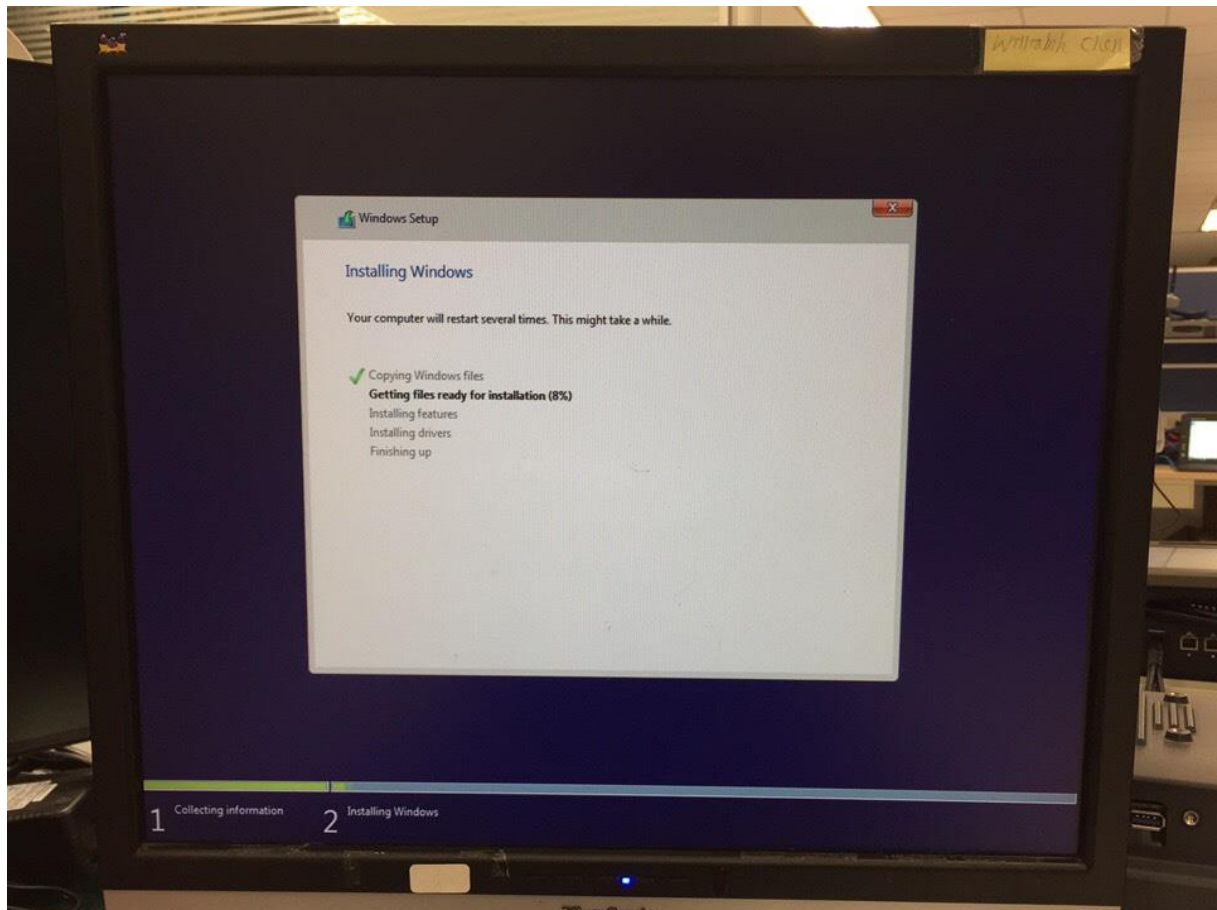 Windows Setup
Installing Windows
Your computer will restart several times. This might take a while.
Copying Windows files
Getting files ready for installation (8%)
Installing features
Installing drivers
Finishing up
1 Collecting information
2 Installing Windows